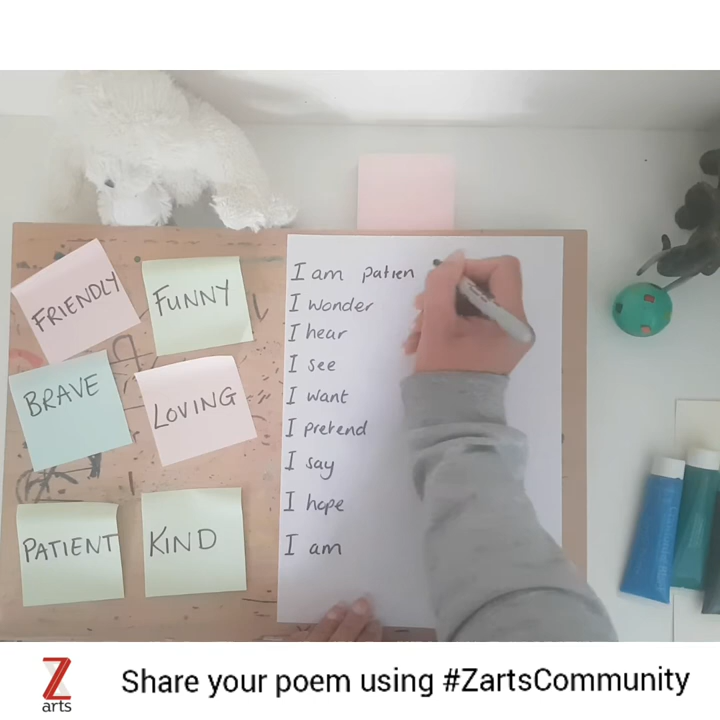 FRIENDLY
FUNNY
BRAVE
LOVING
PATIENT
KIND
I am patien
I wonder
I hear
I see
I want
I pretend
I say
I hope
I am
Z
arts
Share your poem using #ZartsCommunity